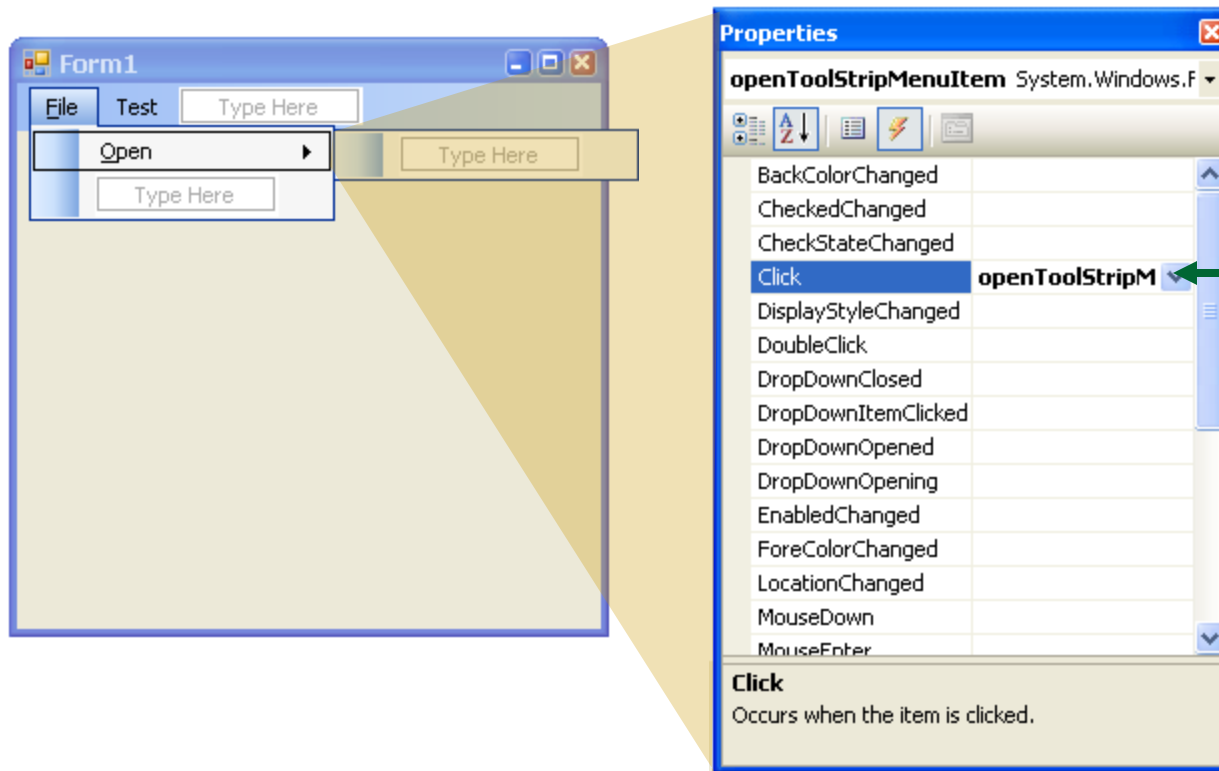 Form1
File Test Type Here
Open Type Here
Type Here
Properties
openToolStripMenuItem System.Windows.F
BackColorChanged
CheckedChanged
CheckStateChanged
Click openToolStripM
DisplayStyleChanged
DoubleClick
DropDownClosed
DropDownItemClicked
DropDownOpened
DropDownOpening
EnabledChanged
ForeColorChanged
LocationChanged
MouseDown
MouseEnter
Click
Occurs when the item is clicked.